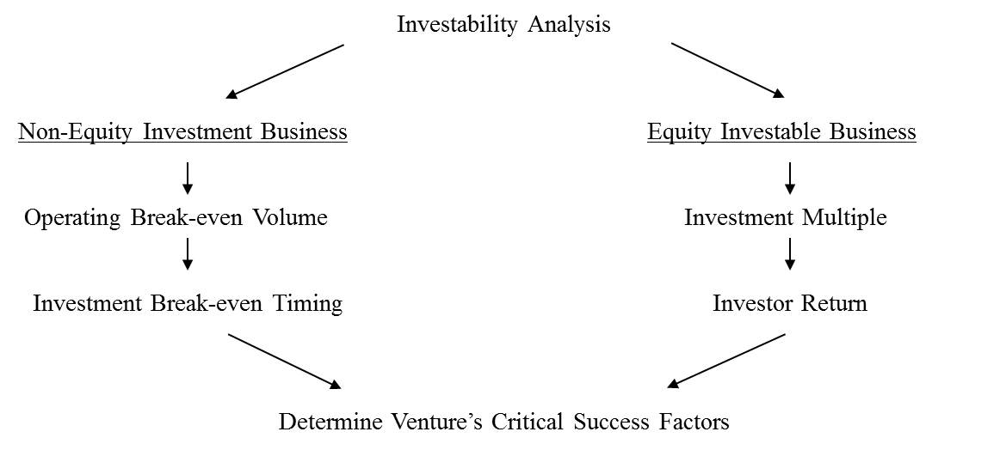 Investability Analysis
Non-Equity Investment Business
Equity Investable Business
Operating Break-even Volume
Investment Multiple
Investment Break-even Timing
Investor Return
Determine Venture’s Critical Success Factors